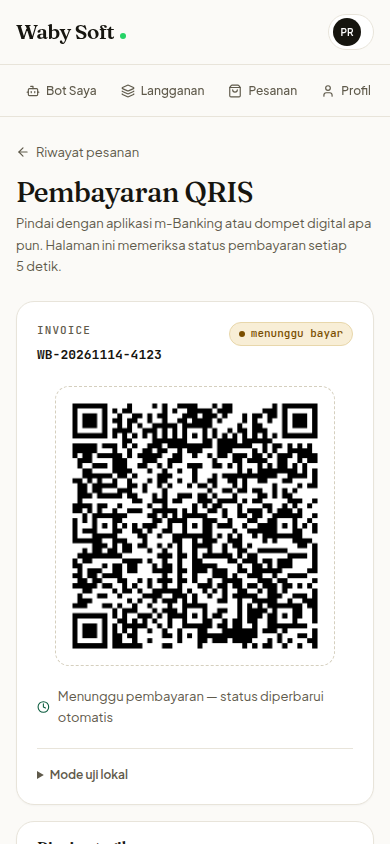 Waby Soft
PR
Bot Saya
Langganan
Pesanan
Profil
Riwayat pesanan
Pembayaran QRIS
Pindai dengan aplikasi m-Banking atau dompet digital apa
pun. Halaman ini memeriksa status pembayaran setiap
5 detik.
INVOICE
menunggu bayar
WB-20261114-4123
Menunggu pembayaran — status diperbarui
otomatis
Mode uji lokal